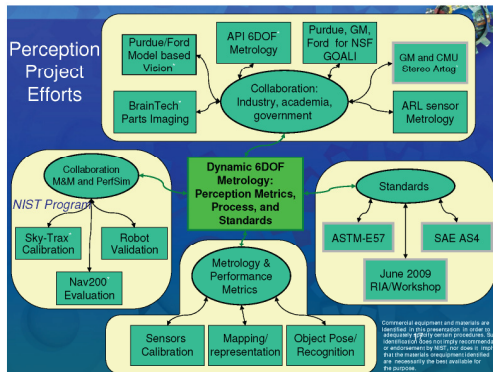 Perception
Project
Efforts
Purdue/Ford
Model based
Vision*
API 6DOF*
Metrology
Purdue, GM,
Ford for NSF
GOALI
GM and CMU
Stereo Artag
BrainTech*
Parts Imaging
Collaboration:
Industry, academia,
government
ARL sensor
Metrology
Collaboration
M&M and PerfSim
NIST Program
Sky-Trax*
Calibration
Robot
Validation
Nav200*
Evaluation
Dynamic 6DOF
Metrology:
Perception Metrics,
Process, and
Standards
Standards
ASTM-E57
SAE AS4
June 2009
RIA/Workshop
Metrology &
Performance
Metrics
Sensors
Calibration
Mapping/
representation
Object Pose/
Recognition
Commercial equipment and materials are
identified in this presentation in order to
adequately certain procedures.
identification does not imply recommenda
or endorsement by NIST, nor does it impl
that the materials or equipment identified
are necessarily the best available for
the purpose.